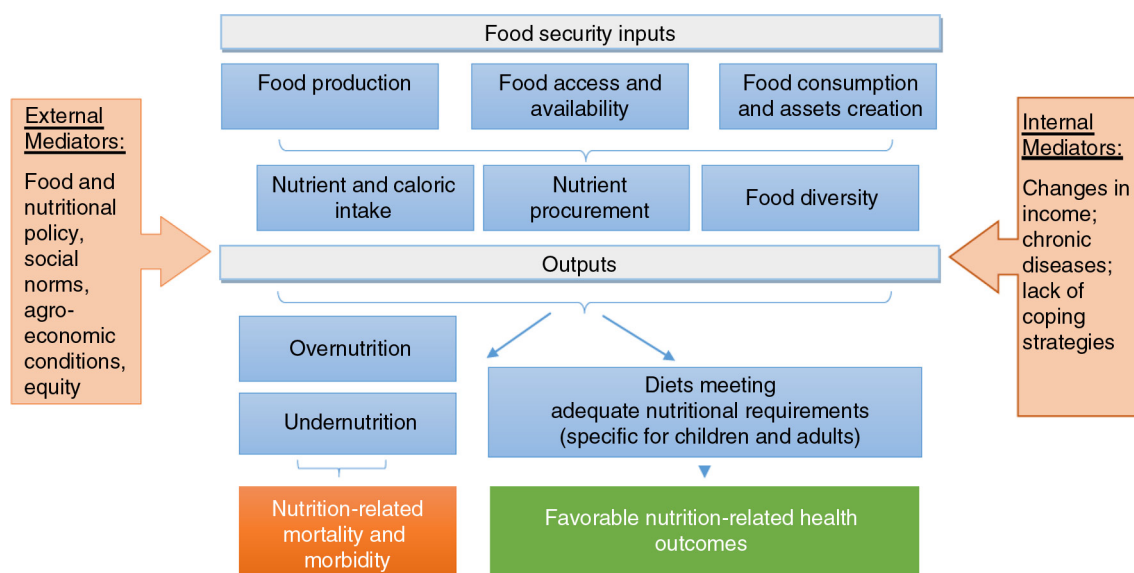 Food security inputs
Food production
Food access and
availability
Food consumption
and assets creation
External
Mediators:
Food and
nutritional
policy,
social
norms,
agro-
economic
conditions,
equity
Internal
Mediators:
Changes in
income;
chronic
diseases;
lack of
coping
strategies
Nutrient and caloric
intake
Nutrient
procurement
Food diversity
Outputs
Overnutrition
Undernutrition
Diets meeting
adequate nutritional requirements
(specific for children and adults)
Nutrition-related
mortality and
morbidity
Favorable nutrition-related health
outcomes